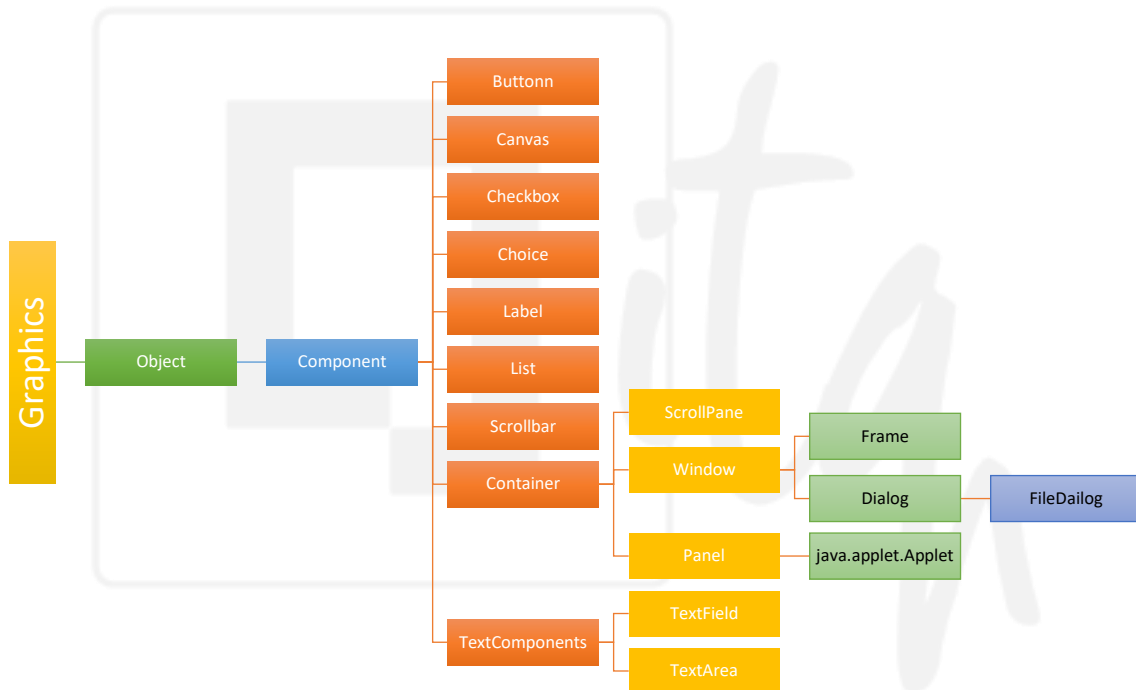 Graphics
Object
Component
Buttonn
Canvas
Checkbox
Choice
Label
List
Scrollbar
Container
TextComponents
ScrollPane
Window
Panel
TextField
TextArea
Frame
Dialog
java.applet.Applet
FileDailog
ita